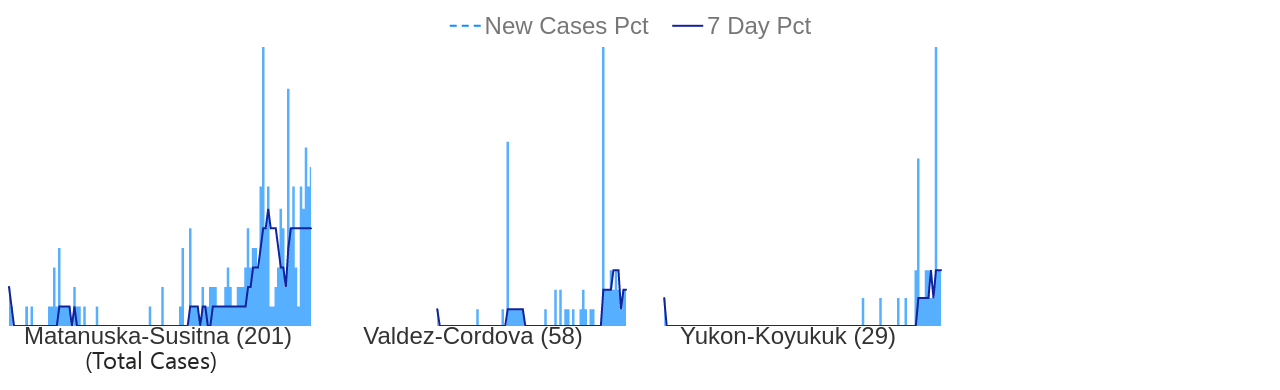 New Cases Pct 7 Day Pct
Matanuska-Susitna (201) Valdez-Cordova (58) Yukon-Koyukuk (29)
(Total Cases)